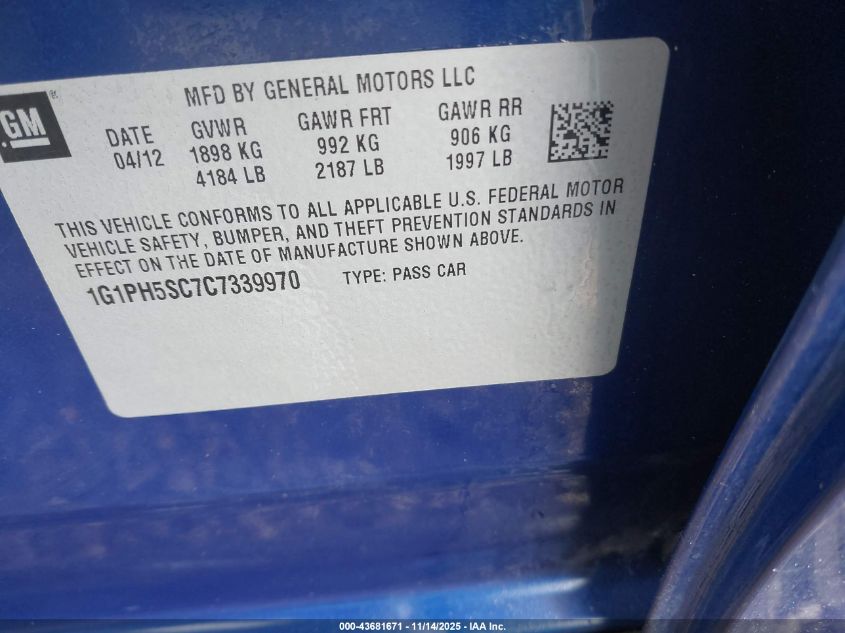 MFD BY GENERAL MOTORS LLC
GM ®
DATE GVWR GAWR FRT GAWR RR
04/12 1898 KG 992 KG 906 KG
4184 LB 2187 LB 1997 LB
THIS VEHICLE CONFORMS TO ALL APPLICABLE U.S. FEDERAL MOTOR
VEHICLE SAFETY, BUMPER, AND THEFT PREVENTION STANDARDS IN
EFFECT ON THE DATE OF MANUFACTURE SHOWN ABOVE.
1G1PH5SC7C7339970 TYPE: PASS CAR
000-43681671 - 11/14/2025 - IAA Inc.